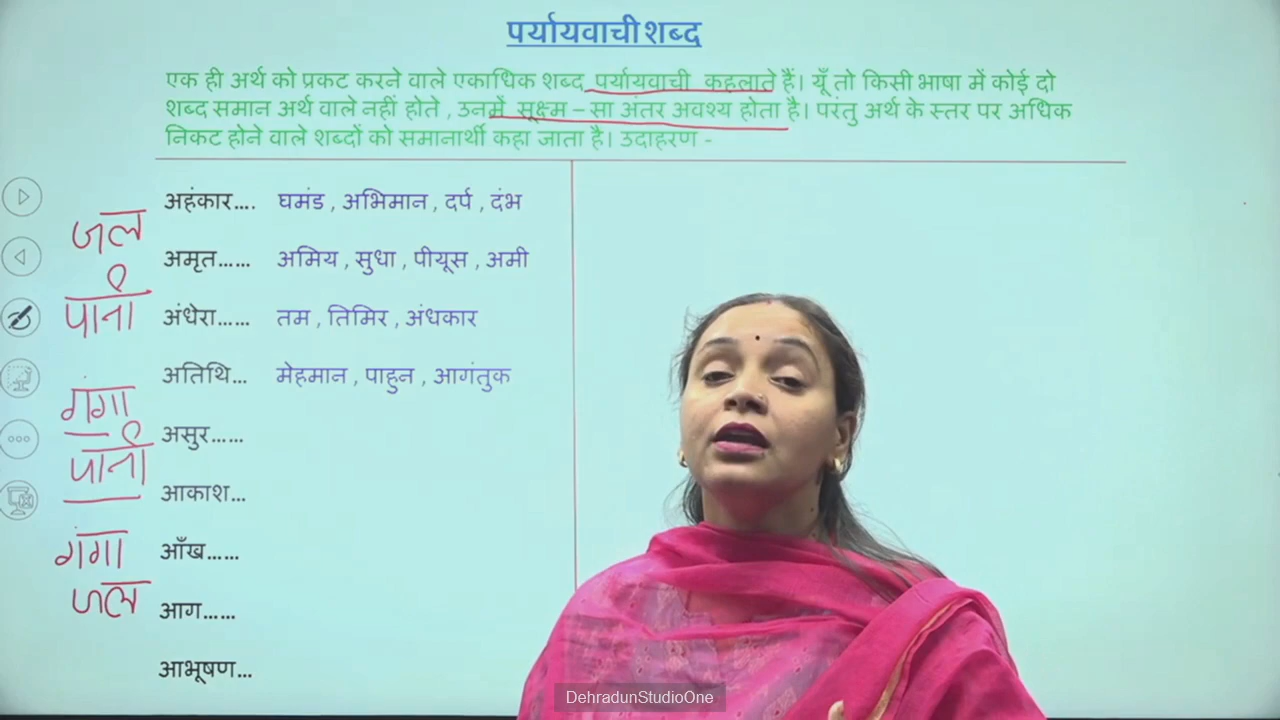 पर्यायवाची शब्द
एक ही अर्थ को प्रकट करने वाले एकाधिक शब्द पर्यायवाची कहलाते हैं। यूँ तो किसी भाषा में कोई दो
शब्द समान अर्थ वाले नहीं होते , उनमें सूक्ष्म – सा अंतर अवश्य होता है। परंतु अर्थ के स्तर पर अधिक
निकट होने वाले शब्दों को समानार्थी कहा जाता है। उदाहरण -
अहंकार.... घमंड , अभिमान , दर्प , दंभ
जल
अमृत...... अमिय , सुधा , पीयूस , अमी
पानी
अंधेरा...... तम , तिमिर , अंधकार
अतिथि... मेहमान , पाहुन , आगंतुक
गंगा
असुर......
पानी
आकाश...
गंगा
आँख......
जल
आग......
आभूषण...
DehradunStudioOne